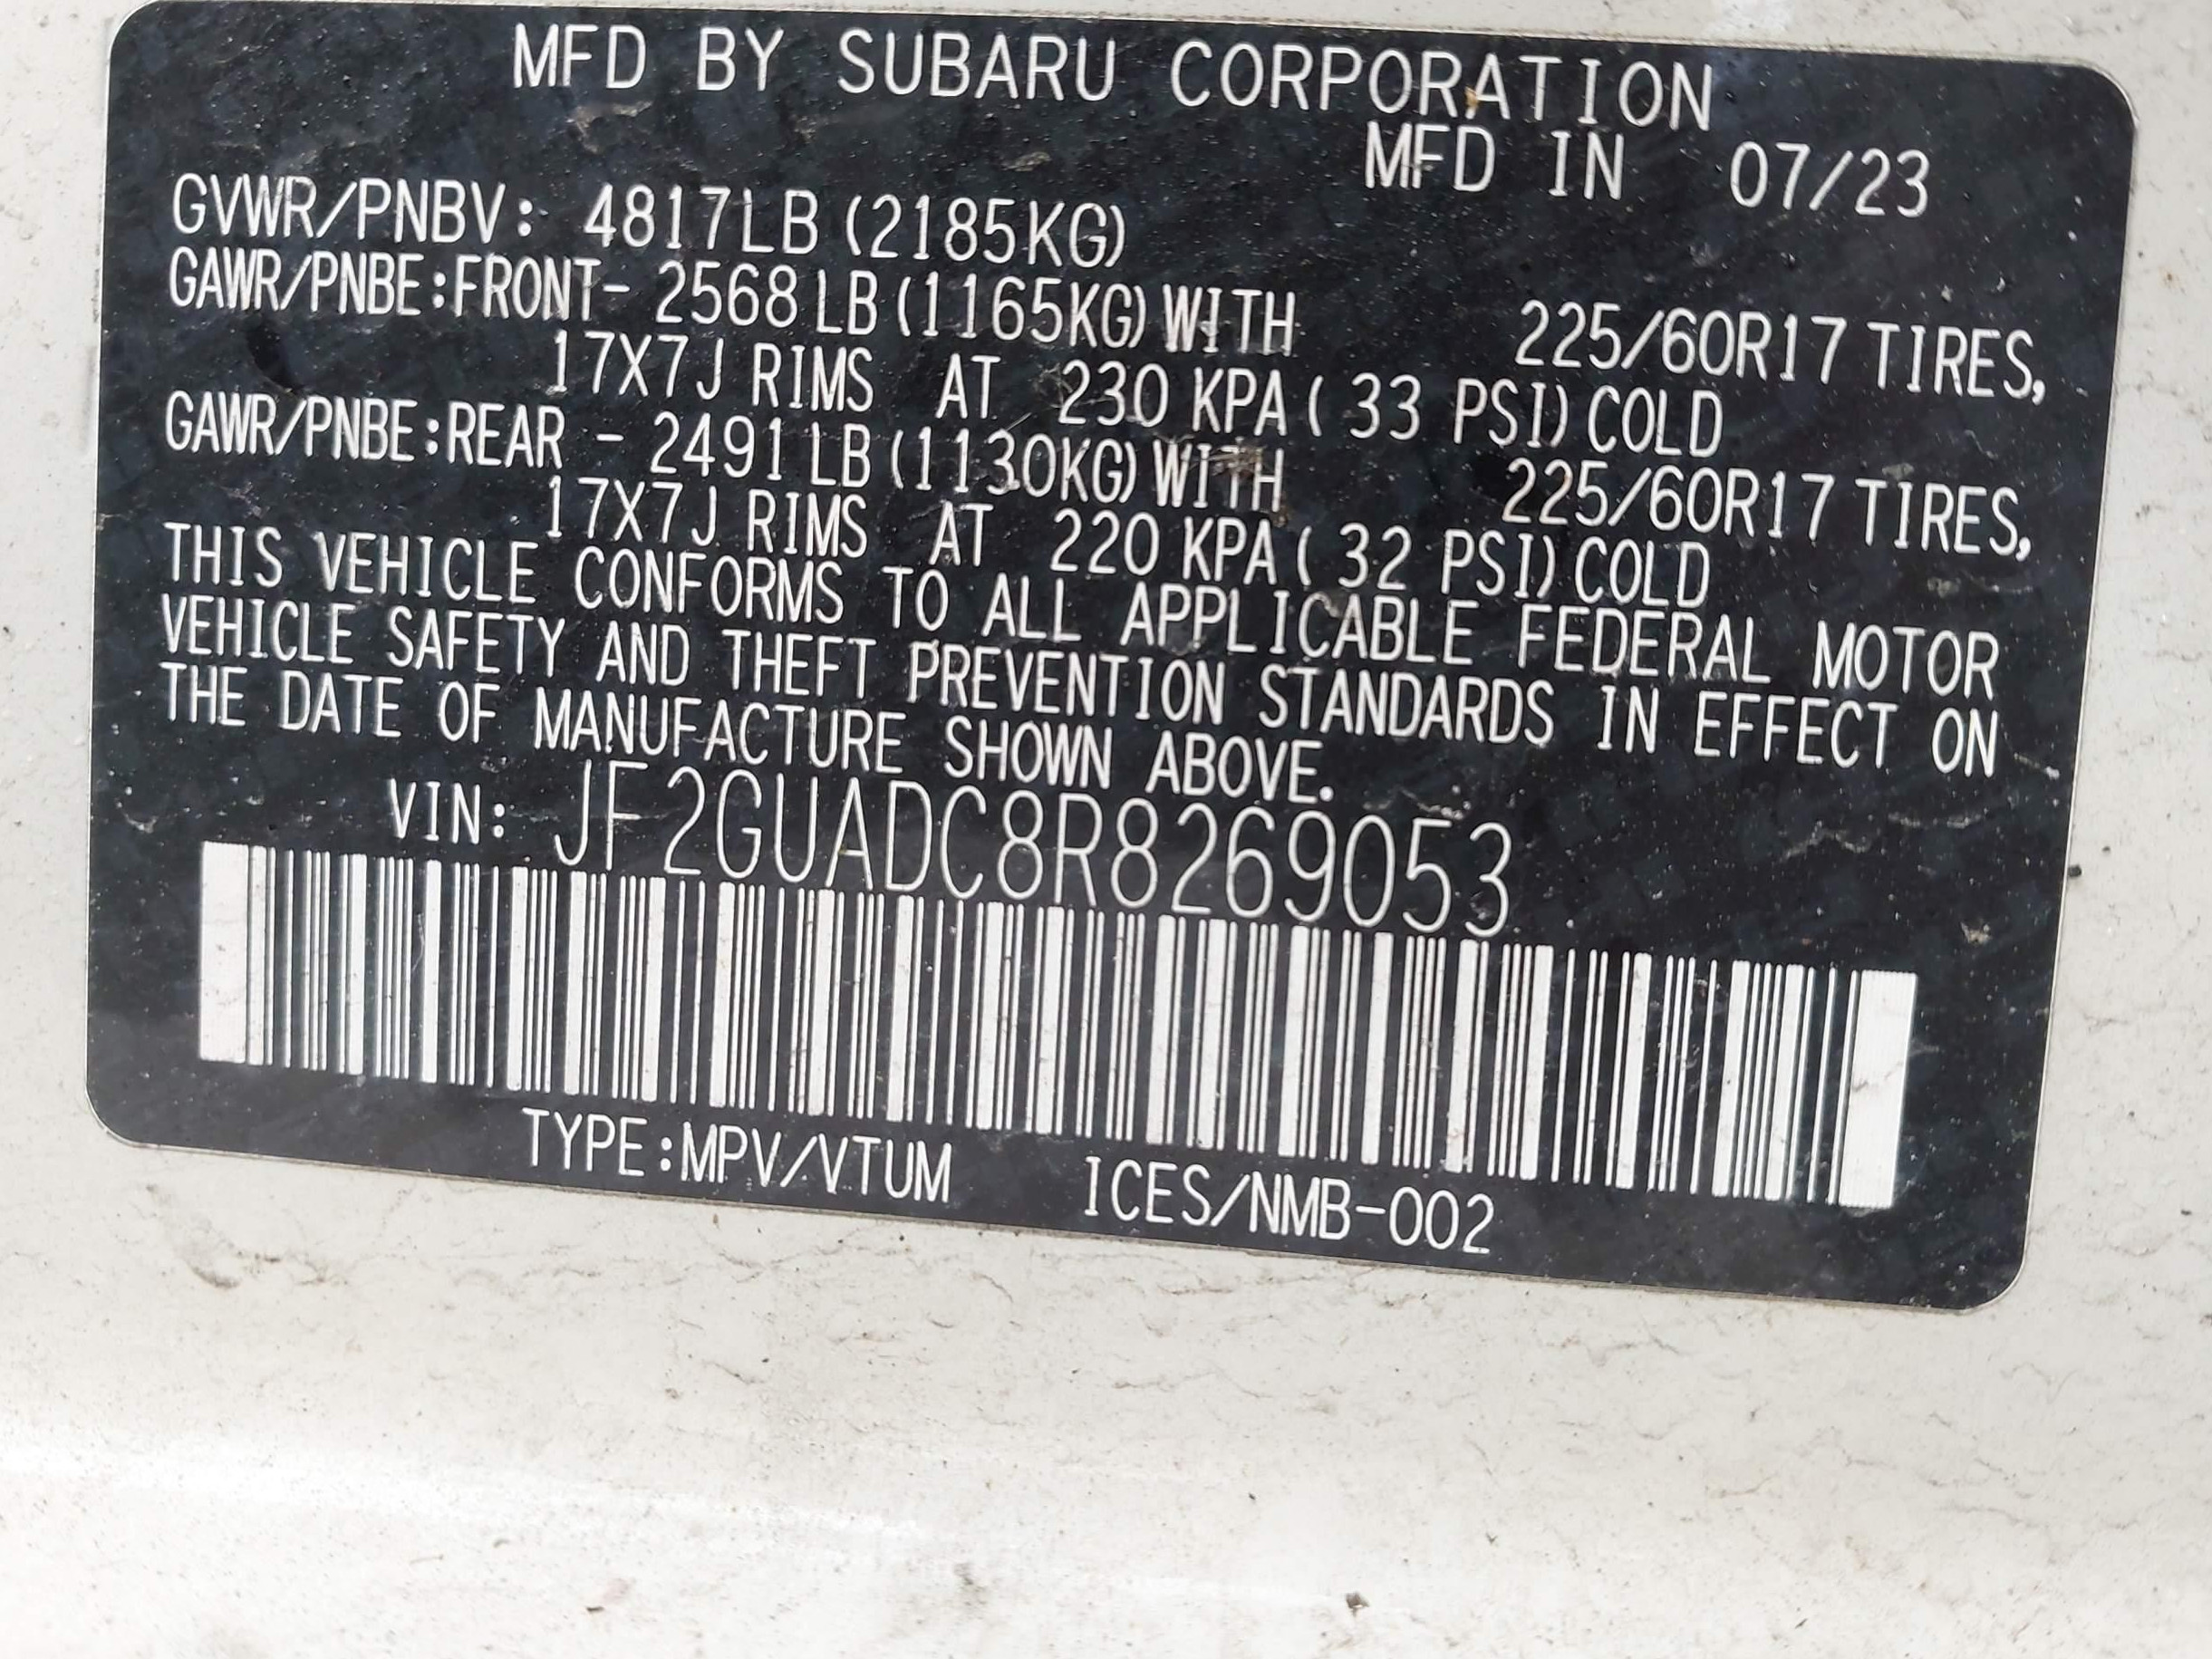 MFD BY SUBARU CORPORATION
MFD IN 07/23
GVWR/PNBV: 4817LB (2185KG)
GAWR/PNBE:FRONT- 2568 LB (1165KG) WITH 225/60R17 TIRES,
17X7J RIMS AT 230 KPA ( 33 PSI) COLD
GAWR/PNBE:REAR - 2491 LB (1130KG) WITH 225/60R17 TIRES,
17X7J RIMS AT 220 KPA ( 32 PSI) COLD
THIS VEHICLE CONFORMS TO ALL APPLICABLE FEDERAL MOTOR
VEHICLE SAFETY AND THEFT PREVENTION STANDARDS IN EFFECT ON
THE DATE OF MANUFACTURE SHOWN ABOVE.
VIN: JF2GUADC8R8269053
TYPE:MPV/VTUM ICES/NMB-002